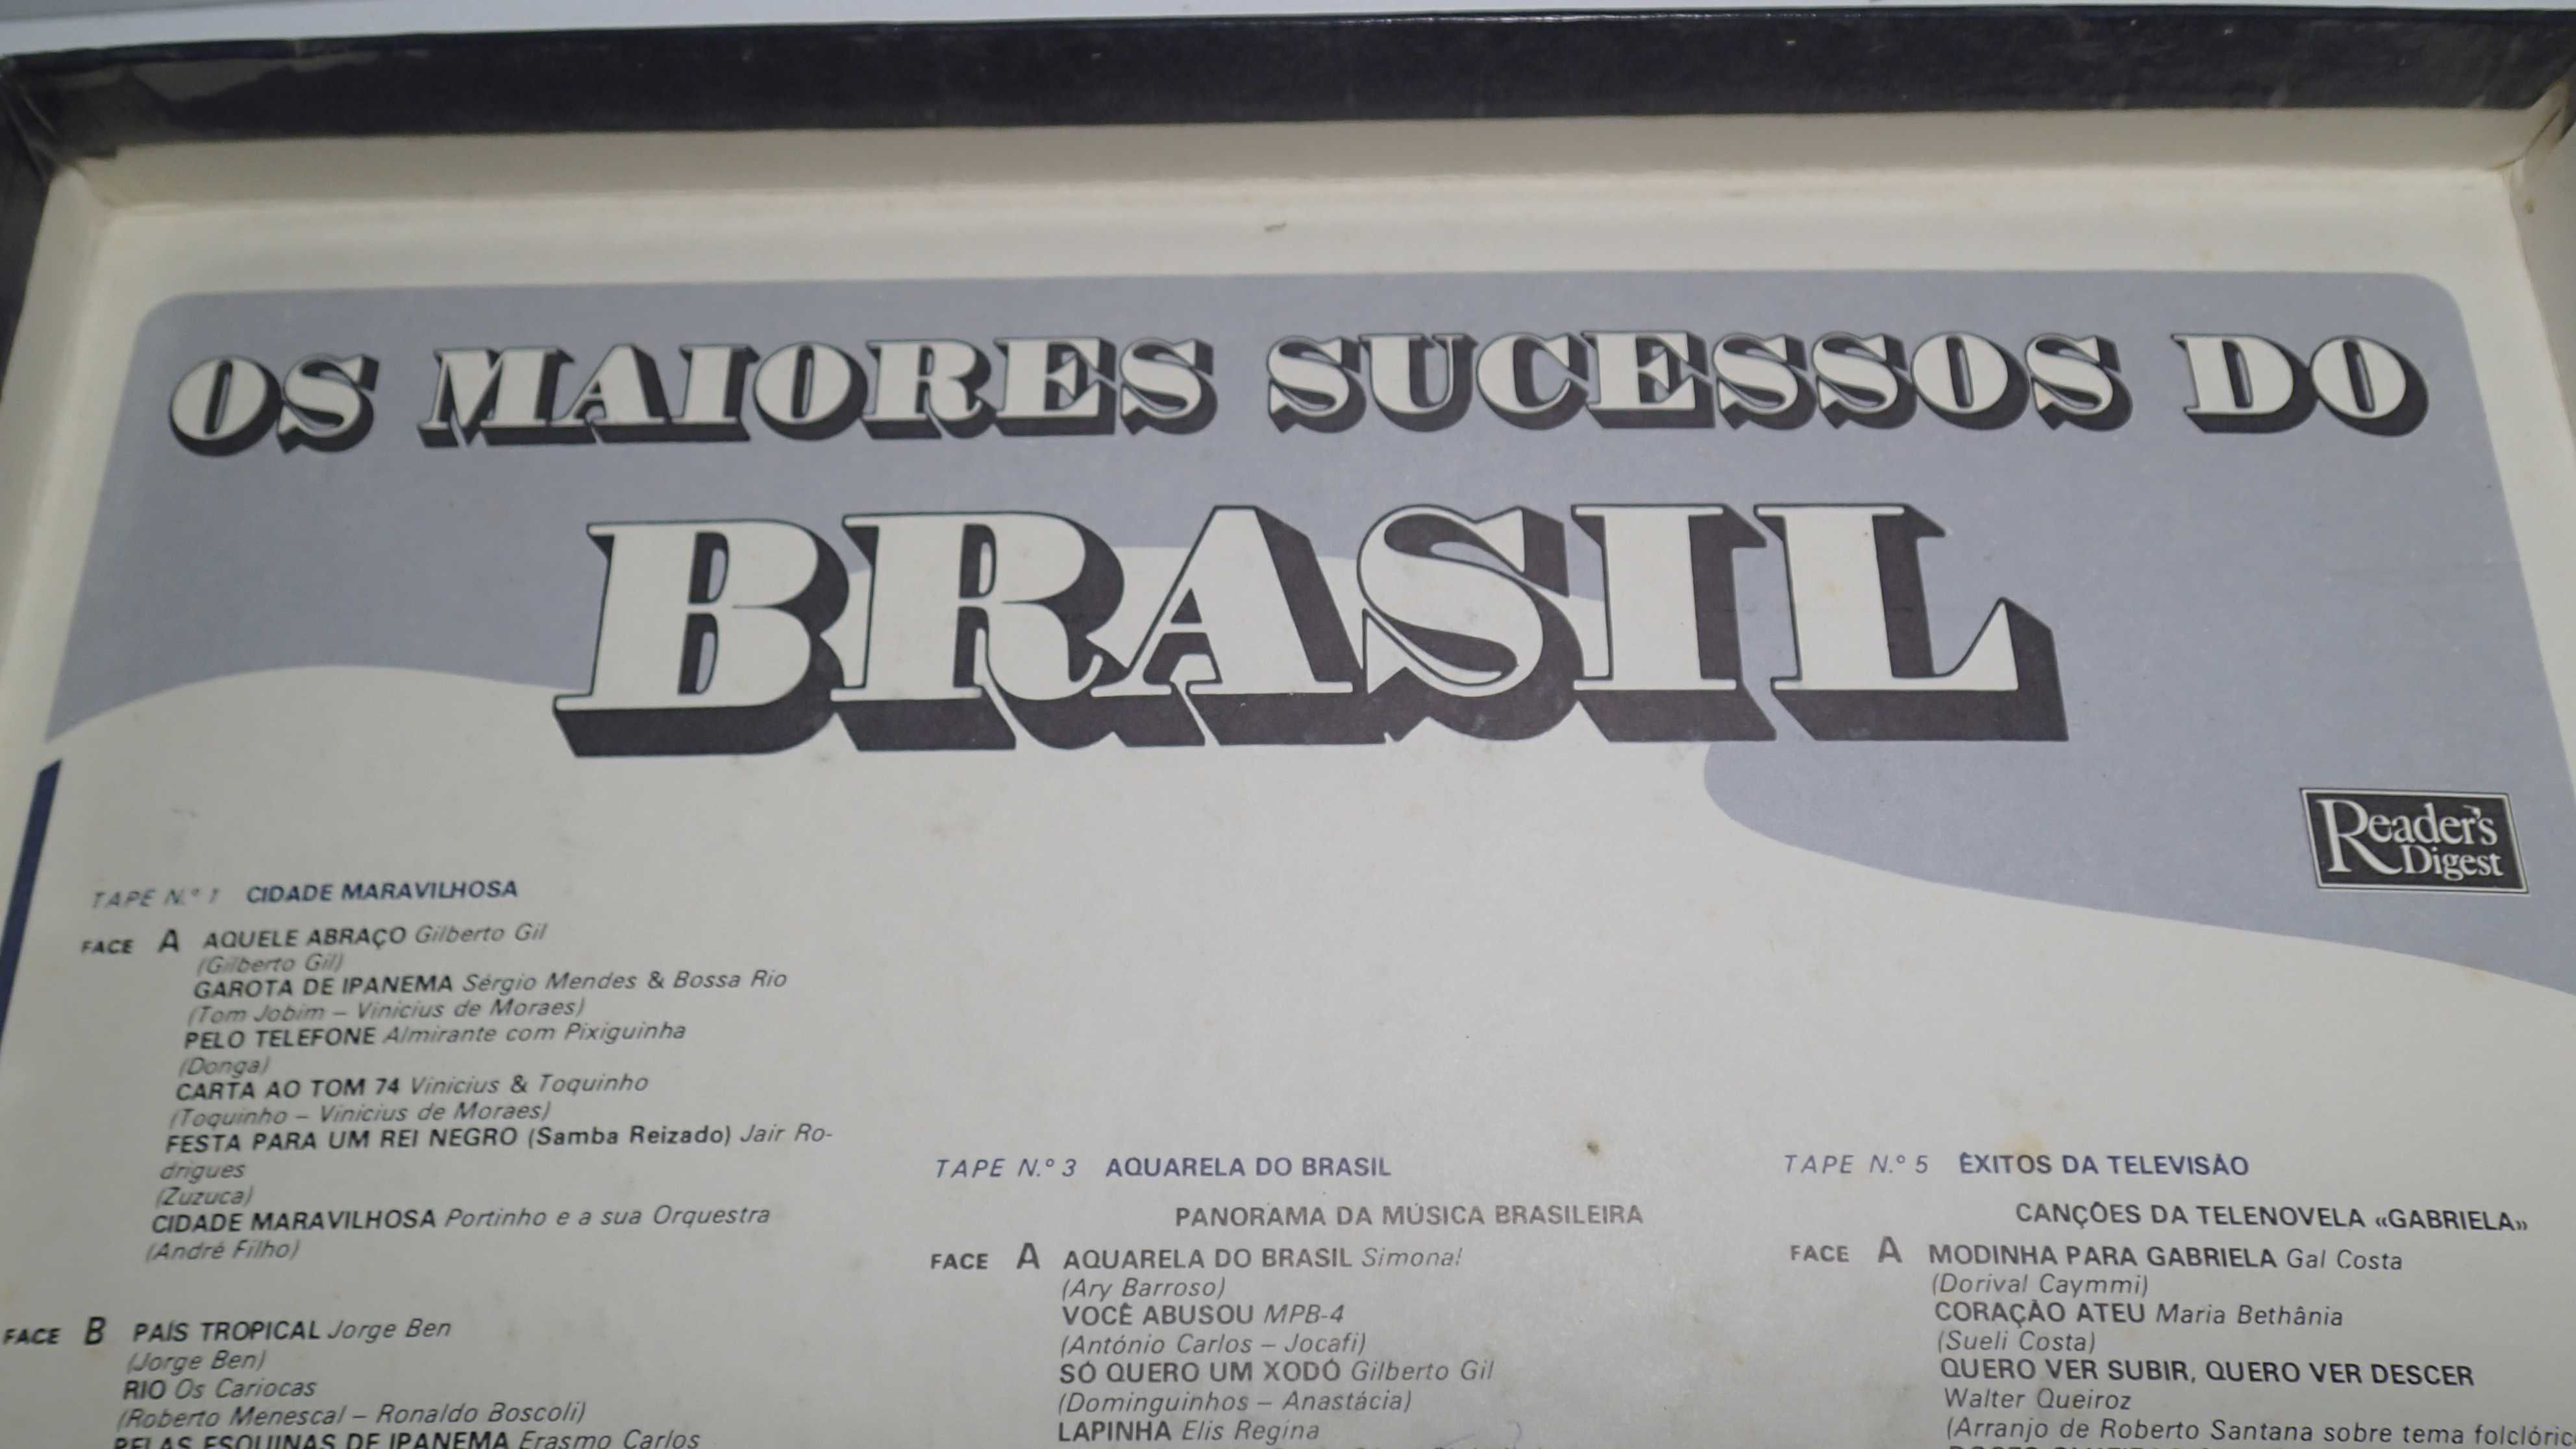 OS MAIORES SUCESSOS DO
BRASIL
Reader's
Digest
TAPE N.º 1 CIDADE MARAVILHOSA
FACE A AQUELE ABRAÇO Gilberto Gil
(Gilberto Gil)
GAROTA DE IPANEMA Sérgio Mendes & Bossa Rio
(Tom Jobim – Vinicius de Moraes)
PELO TELEFONE Almirante com Pixiguinha
(Donga)
CARTA AO TOM 74 Vinicius & Toquinho
(Toquinho – Vinicius de Moraes)
FESTA PARA UM REI NEGRO (Samba Reizado) Jair Ro-
drigues
(Zuzuca)
CIDADE MARAVILHOSA Portinho e a sua Orquestra
(André Filho)
FACE B PAÍS TROPICAL Jorge Ben
(Jorge Ben)
RIO Os Cariocas
(Roberto Menescal – Ronaldo Boscoli)
PELAS ESQUINAS DE IPANEMA Erasmo Carlos
TAPE N.º 3 AQUARELA DO BRASIL
PANORAMA DA MÚSICA BRASILEIRA
FACE A AQUARELA DO BRASIL Simonal
(Ary Barroso)
VOCÊ ABUSOU MPB-4
(António Carlos – Jocafi)
SÓ QUERO UM XODÓ Gilberto Gil
(Dominguinhos – Anastácia)
LAPINHA Elis Regina
TAPE N.º 5 ÊXITOS DA TELEVISÃO
CANÇÕES DA TELENOVELA «GABRIELA»
FACE A MODINHA PARA GABRIELA Gal Costa
(Dorival Caymmi)
CORAÇÃO ATEU Maria Bethânia
(Sueli Costa)
QUERO VER SUBIR, QUERO VER DESCER
Walter Queiroz
(Arranjo de Roberto Santana sobre tema